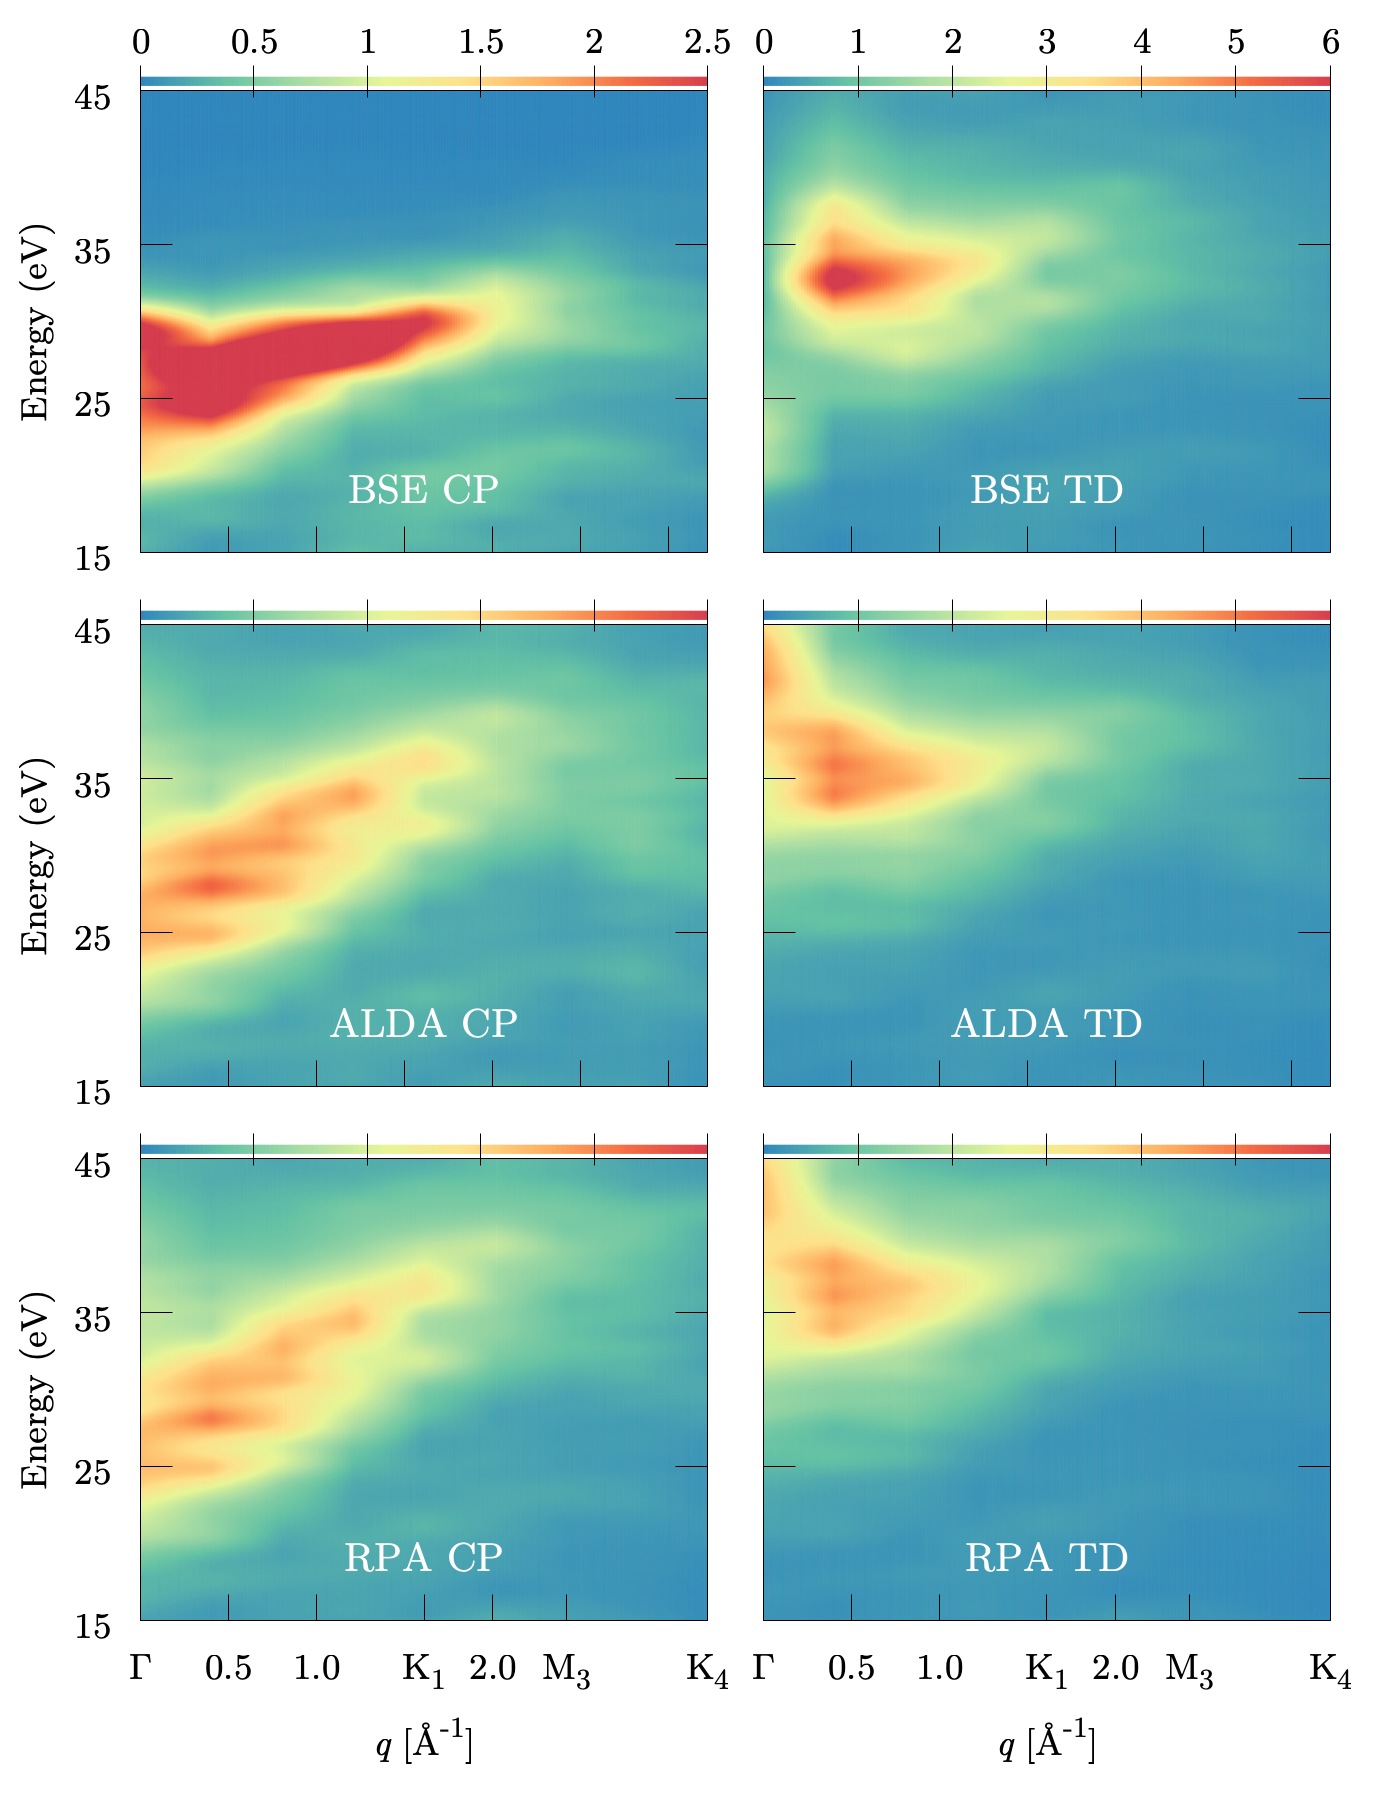 0 0.5 1 1.5 2 2.5 0 1 2 3 4 5 6
45
35
25
15
Energy (eV)
BSE CP BSE TD
45
35
25
15
Energy (eV)
ALDA CP ALDA TD
45
35
25
15
Energy (eV)
RPA CP RPA TD
Γ 0.5 1.0 K₁ 2.0 M₃ K₄ Γ 0.5 1.0 K₁ 2.0 M₃ K₄
q [Å⁻¹] q [Å⁻¹]